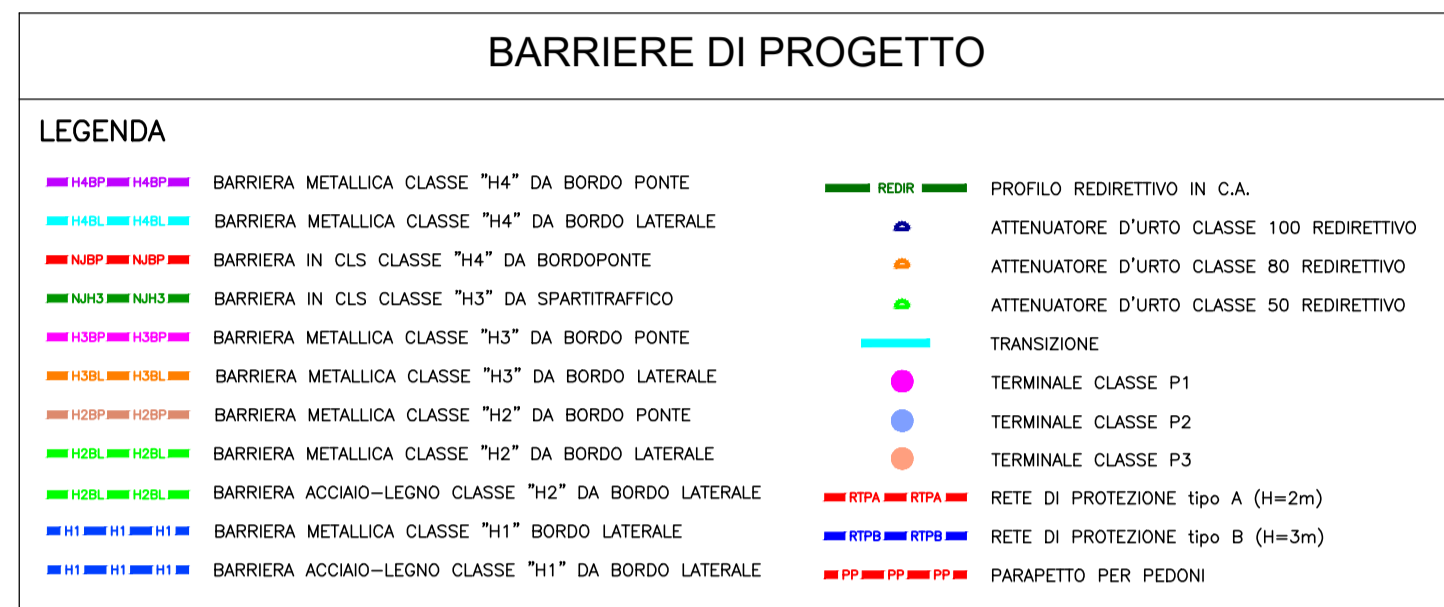 BARRIERE DI PROGETTO
LEGENDA
H4BP H4BP BARRIERA METALLICA CLASSE "H4" DA BORDO PONTE
H4BL H4BL BARRIERA METALLICA CLASSE "H4" DA BORDO LATERALE
NJBP NJBP BARRIERA IN CLS CLASSE "H4" DA BORDOPONTE
NJH3 NJH3 BARRIERA IN CLS CLASSE "H3" DA SPARTITRAFFICO
H3BP H3BP BARRIERA METALLICA CLASSE "H3" DA BORDO PONTE
H3BL H3BL BARRIERA METALLICA CLASSE "H3" DA BORDO LATERALE
H2BP H2BP BARRIERA METALLICA CLASSE "H2" DA BORDO PONTE
H2BL H2BL BARRIERA METALLICA CLASSE "H2" DA BORDO LATERALE
H2BL H2BL BARRIERA ACCIAIO-LEGNO CLASSE "H2" DA BORDO LATERALE
H1 H1 H1 BARRIERA METALLICA CLASSE "H1" BORDO LATERALE
H1 H1 H1 BARRIERA ACCIAIO-LEGNO CLASSE "H1" DA BORDO LATERALE
REDIR PROFILO REDIRETTIVO IN C.A.
ATTENUATORE D'URTO CLASSE 100 REDIRETTIVO
ATTENUATORE D'URTO CLASSE 80 REDIRETTIVO
ATTENUATORE D'URTO CLASSE 50 REDIRETTIVO
TRANSIZIONE
TERMINALE CLASSE P1
TERMINALE CLASSE P2
TERMINALE CLASSE P3
RTPA RTPA RETE DI PROTEZIONE tipo A (H=2m)
RTPB RTPB RETE DI PROTEZIONE tipo B (H=3m)
PP PP PP PARAPETTO PER PEDONI